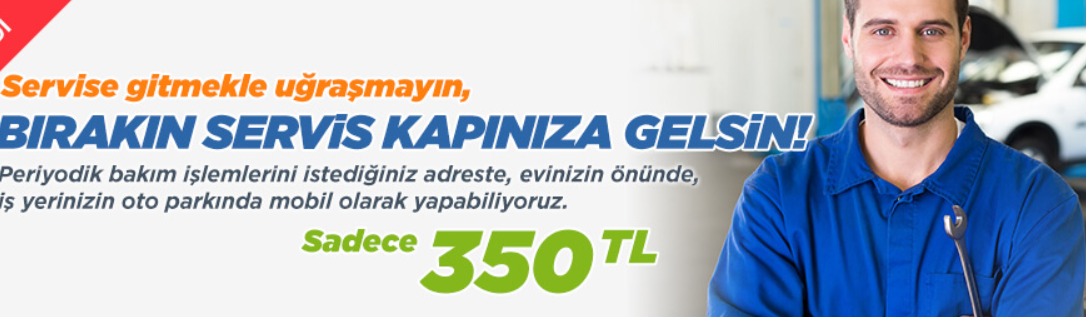 Servise gitmekle uğraşmayın,
BIRAKIN SERViS KAPINIZA GELSiN!
Periyodik bakım işlemlerini istediğiniz adreste, evinizin önünde,
iş yerinizin oto parkında mobil olarak yapabiliyoruz.
Sadece 350 TL